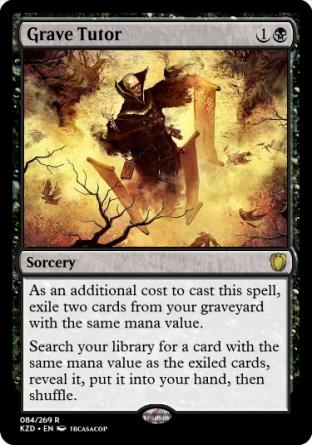 Grave Tutor 1
Sorcery
As an additional cost to cast this spell,
exile two cards from your graveyard
with the same mana value.
Search your library for a card with the
same mana value as the exiled cards,
reveal it, put it into your hand, then
shuffle.
084/269 R
KZD • EN TBCASACOP